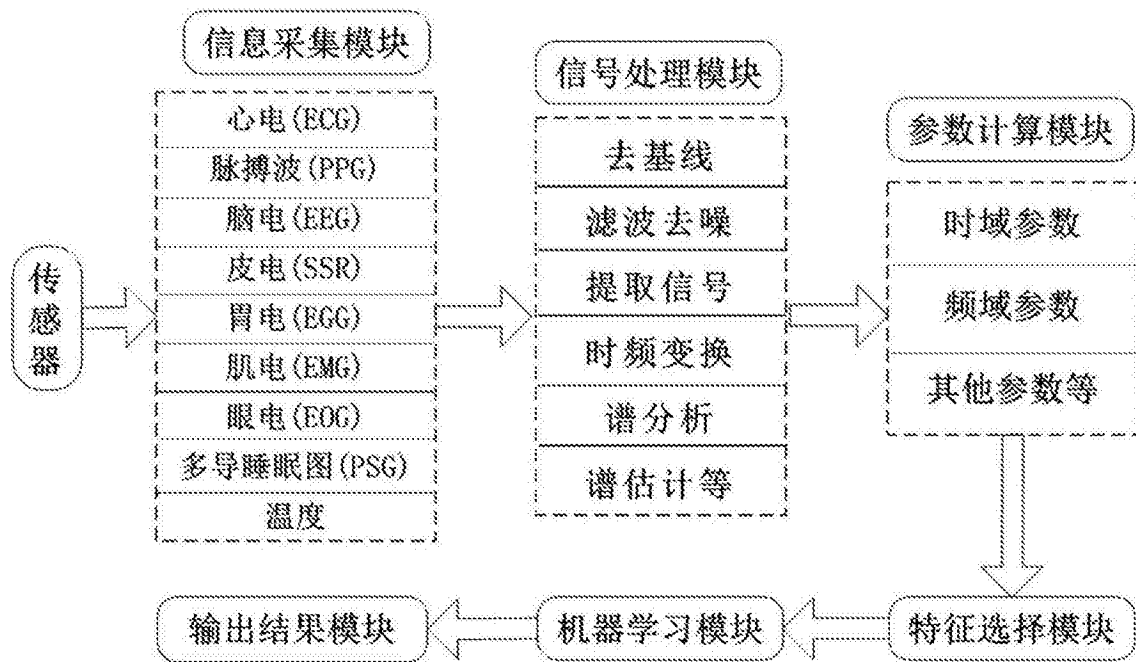 传感器
信息采集模块
心电(ECG)
脉搏波(PPG)
脑电(EEG)
皮电(SSR)
胃电(EGG)
肌电(EMG)
眼电(EOG)
多导睡眠图(PSG)
温度
信号处理模块
去基线
滤波去噪
提取信号
时频变换
谱分析
谱估计等
参数计算模块
时域参数
频域参数
其他参数等
特征选择模块
机器学习模块
输出结果模块